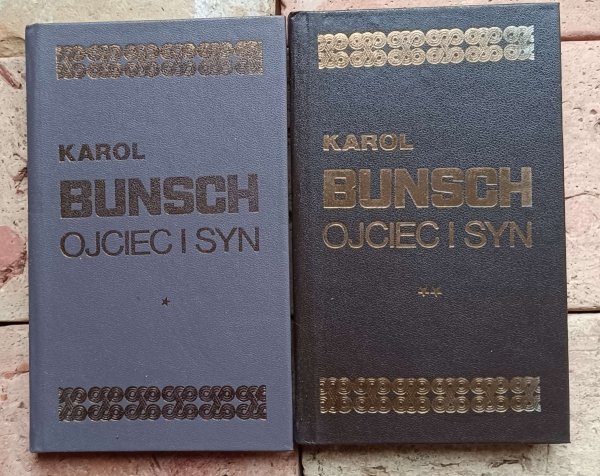 KAROL
BUNSCH
OJCIEC I SYN
*
KAROL
BUNSCH
OJCIEC I SYN
**